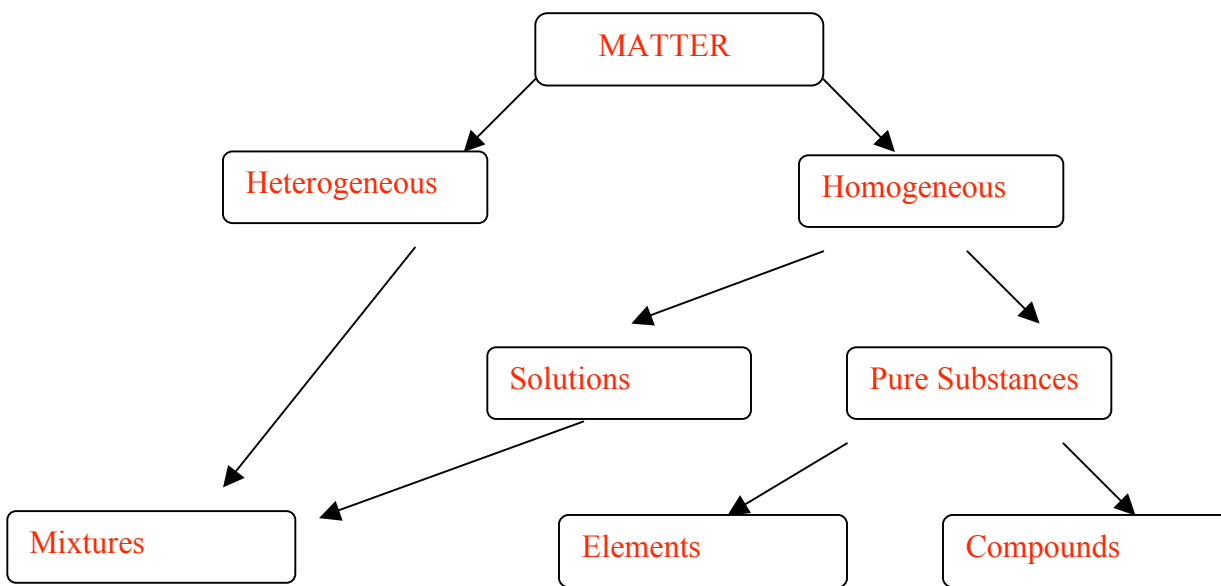 MATTER
Heterogeneous
Homogeneous
Solutions
Pure Substances
Mixtures
Elements
Compounds